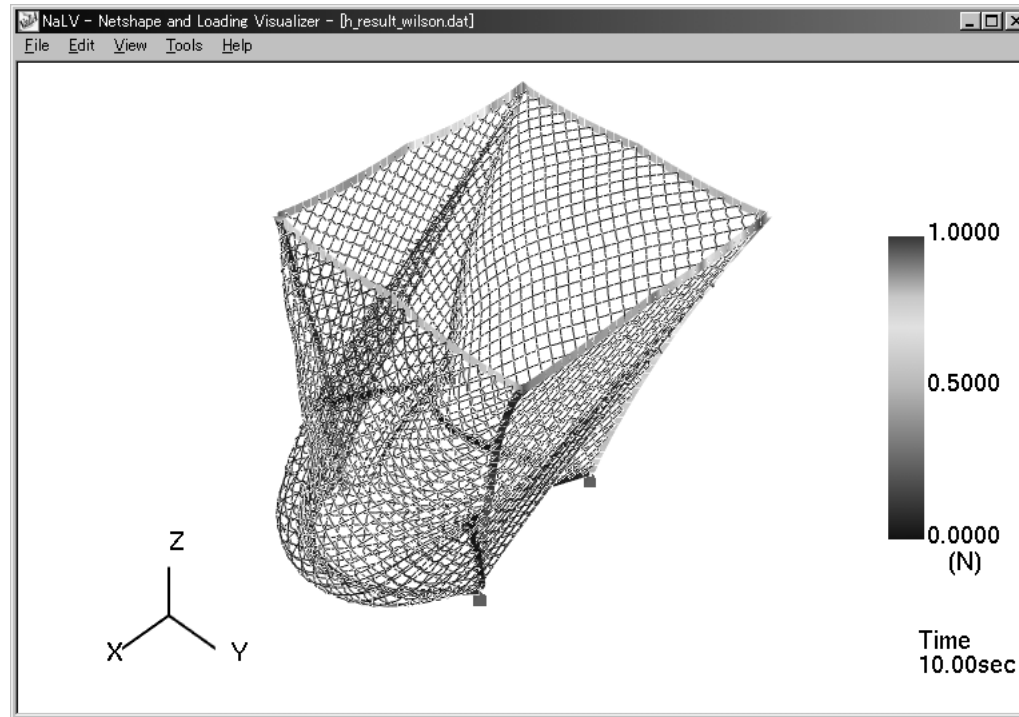 NaLV - Netshape and Loading Visualizer - [h_result_wilson.dat]
File Edit View Tools Help
1.0000
0.5000
0.0000
(N)
Z
X
Y
Time
10.00sec